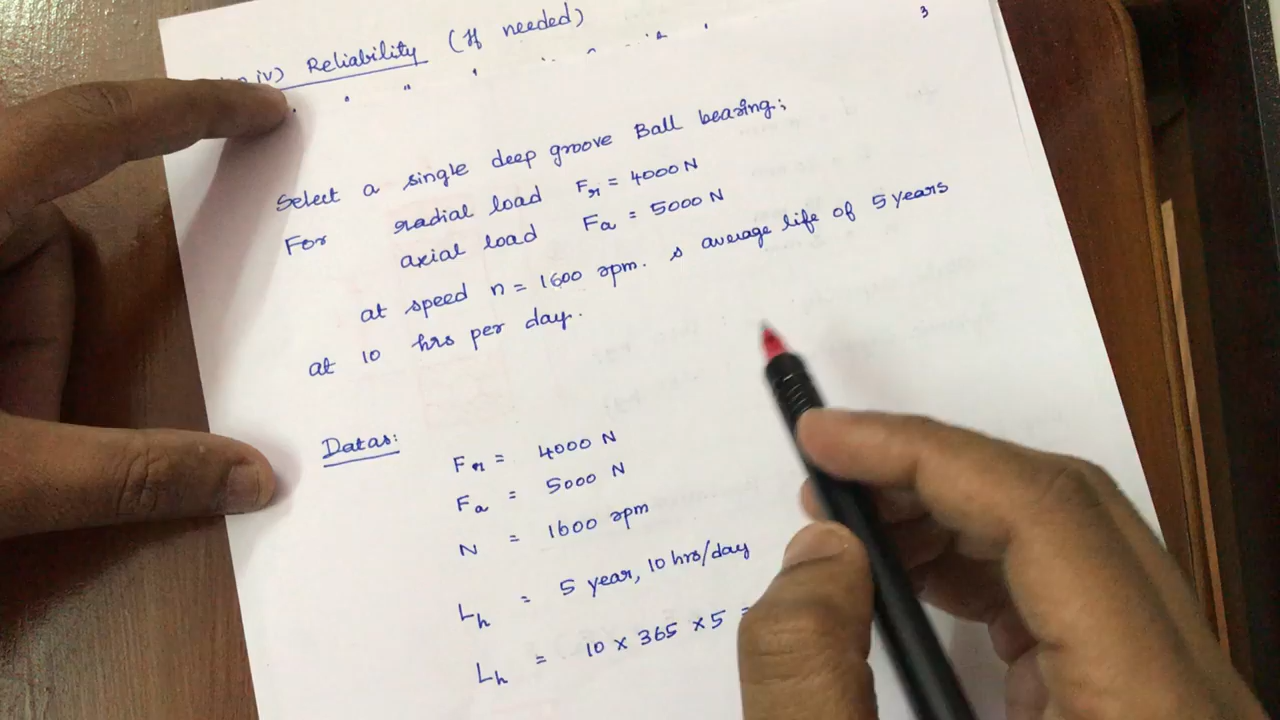 3
iv) Reliability (If needed)
Select a single deep groove Ball bearing;
For radial load Fr = 4000 N
axial load Fa = 5000 N
at speed n = 1600 rpm. & average life of 5 years
at 10 hrs per day.
Datas:
Fr = 4000 N
Fa = 5000 N
N = 1600 rpm
Lh = 5 year, 10 hrs/day
Lh = 10 x 365 x 5 =